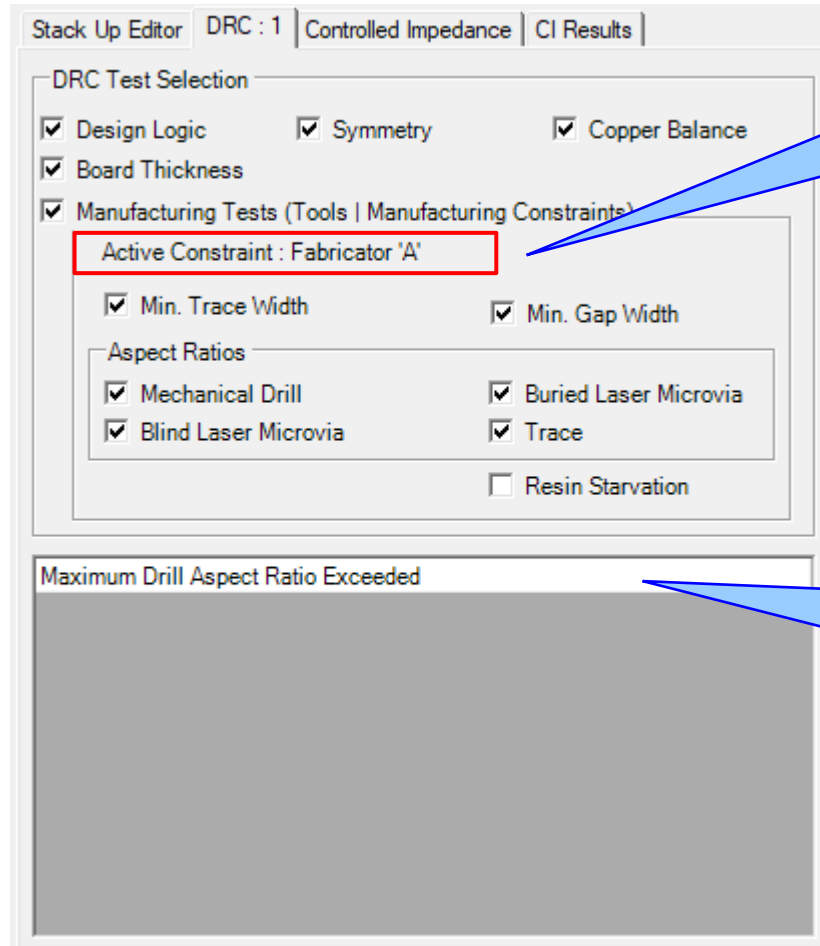 Stack Up Editor DRC : 1 Controlled Impedance CI Results
DRC Test Selection
Design Logic Symmetry Copper Balance
Board Thickness
Manufacturing Tests (Tools | Manufacturing Constraints)
Active Constraint : Fabricator 'A'
Min. Trace Width Min. Gap Width
Aspect Ratios
Mechanical Drill Buried Laser Microvia
Blind Laser Microvia Trace
Resin Starvation
Maximum Drill Aspect Ratio Exceeded